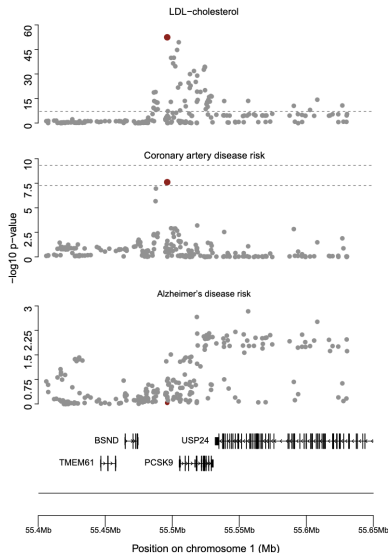 LDL-cholesterol
60
45
30
15
0
Coronary artery disease risk
10
7.5
5
2.5
0
−log10 p-value
Alzheimer's disease risk
3
2.25
1.5
0.75
0
BSND USP24
TMEM61 PCSK9
55.4Mb 55.45Mb 55.5Mb 55.55Mb 55.6Mb 55.65Mb
Position on chromosome 1 (Mb)